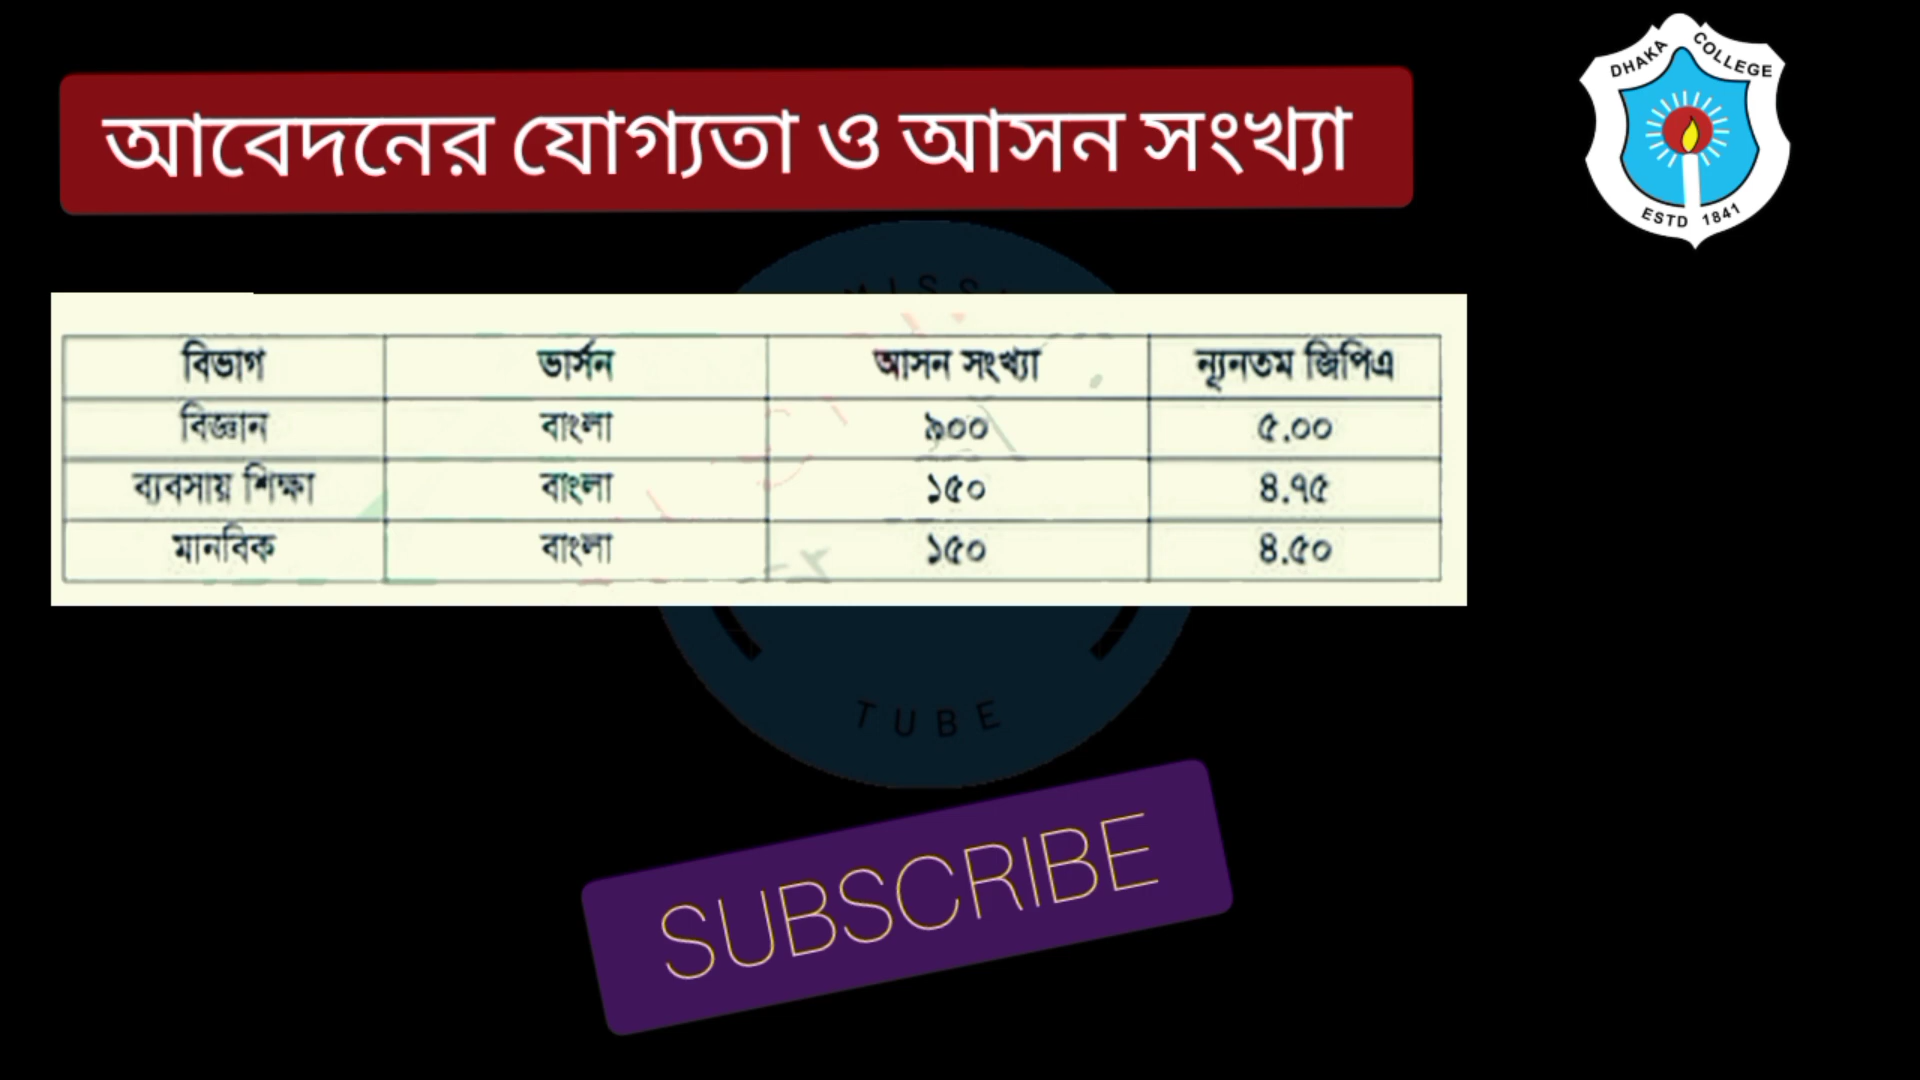 আবেদনের যোগ্যতা ও আসন সংখ্যা
DHAKA COLLEGE
ESTD 1841
বিভাগ ভার্সন আসন সংখ্যা ন্যূনতম জিপিএ
বিজ্ঞান বাংলা ৯০০ ৫.০০
ব্যবসায় শিক্ষা বাংলা ১৫০ ৪.৭৫
মানবিক বাংলা ১৫০ ৪.৫০
TUBE
SUBSCRIBE